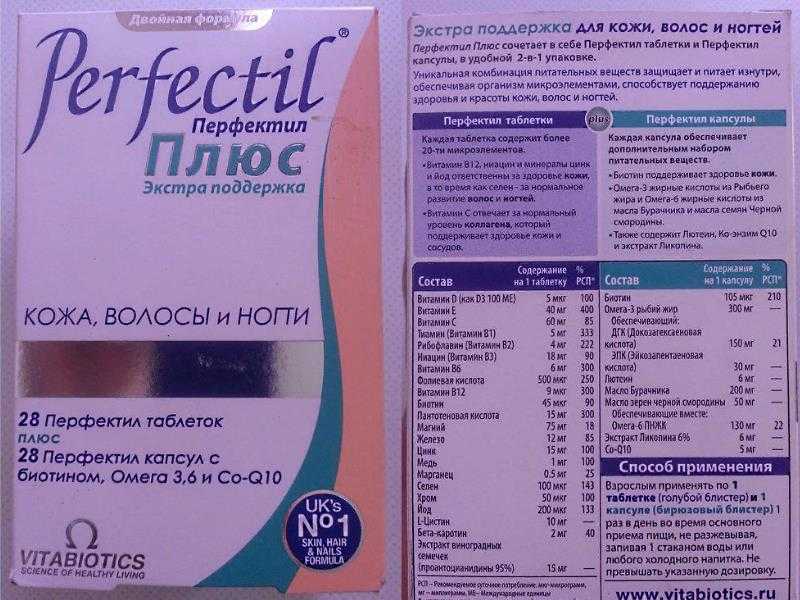 Двойная формула
Perfectil®
Перфектил
Плюс
Экстра поддержка
КОЖА, ВОЛОСЫ и НОГТИ
28 Перфектил таблеток
плюс
28 Перфектил капсул с
биотином, Омега 3,6 и Co-Q10
UK's
No1
SKIN, HAIR
& NAILS
FORMULA
VITABIOTICS
SCIENCE OF HEALTHY LIVING
Экстра поддержка для кожи, волос и ногтей
Перфектил Плюс сочетает в себе Перфектил таблетки и Перфектил
капсулы, в удобной 2-в-1 упаковке.
Уникальная комбинация питательных веществ защищает и питает изнутри,
обеспечивая организм микроэлементами, способствует поддержанию
здоровья и красоты кожи, волос и ногтей.
Перфектил таблетки
plus
Перфектил капсулы
Каждая таблетка содержит более
20-ти микроэлементов.
•Витамин В12, ниацин и минералы цинк
и йод ответственны за здоровье кожи,
в то время как селен - за нормальное
развитие волос и ногтей.
•Витамин С отвечает за нормальный
уровень коллагена, который
поддерживает здоровье кожи и
сосудов.
Каждая капсула обеспечивает
дополнительным набором
питательных веществ.
•Биотин поддерживает здоровье кожи.
•Омега-3 жирные кислоты из Рыбьего
жира и Омега-6 жирные кислоты из
масла Бурачника и масла семян Черной
смородины.
•Также содержит Лютеин, Ко-энзим Q10
и экстракт Ликопина.
Состав Содержание на 1 таблетку % РСП*
Витамин D (как D3 100 МЕ) 5 мкг 100
Витамин Е 40 мг 400
Витамин С 60 мг 85
Тиамин (Витамин В1) 5 мг 333
Рибофлавин (Витамин В2) 4 мг 222
Ниацин (Витамин В3) 18 мг 90
Витамин В6 6 мг 300
Фолиевая кислота 500 мкг 250
Витамин В12 9 мкг 300
Биотин 45 мкг 90
Пантотеновая кислота 15 мг 300
Магний 75 мг 18
Железо 12 мг 85
Цинк 15 мг 100
Медь 1 мг 100
Марганец 0.5 мг 25
Селен 100 мкг 143
Хром 50 мкг 100
Йод 200 мкг 133
L-Цистин 10 мг —
Бета-каротин 2 мг 40
Экстракт виноградных
семечек
(проантоцианидины 95%) 15 мг —
РСП – Рекомендуемое суточное потребление. мкг-микрограмм,
мг – милиграмм, МЕ– Международные единицы
Состав Содержание на 1 капсулу % РСП*
Биотин 105 мкг 210
Омега-3 рыбий жир 300 мг —
Обеспечивающий:
ДГК (Докозагексаеновая
кислота) 150 мг 21
ЭПК (Эйкозапентаеновая
кислота) 30 мг —
Лютеин 6 мг —
Масло Бурачника 200 мг —
Масло зерен черной смородины 50 мг —
Обеспечивающие вместе:
Омега-6 ПНЖК 130 мг 22
Экстракт Ликопина 6% 6 мг —
Co-Q10 5 мг —
Способ применения
Взрослым применять по 1
таблетке (голубой блистер) и 1
капсуле (бирюзовый блистер) 1
раз в день во время основного
приема пищи, не разжевывая,
запивая 1 стаканом воды или
любого холодного напитка. Не
превышать указанную дозировку.
www.vitabiotics.ru